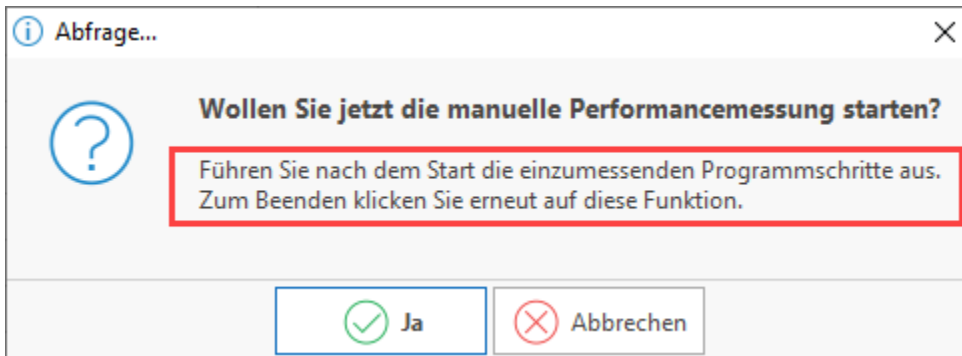 Abfrage...
Wollen Sie jetzt die manuelle Performancemessung starten?
Führen Sie nach dem Start die einzumessenden Programmschritte aus.
Zum Beenden klicken Sie erneut auf diese Funktion.
Ja
Abbrechen